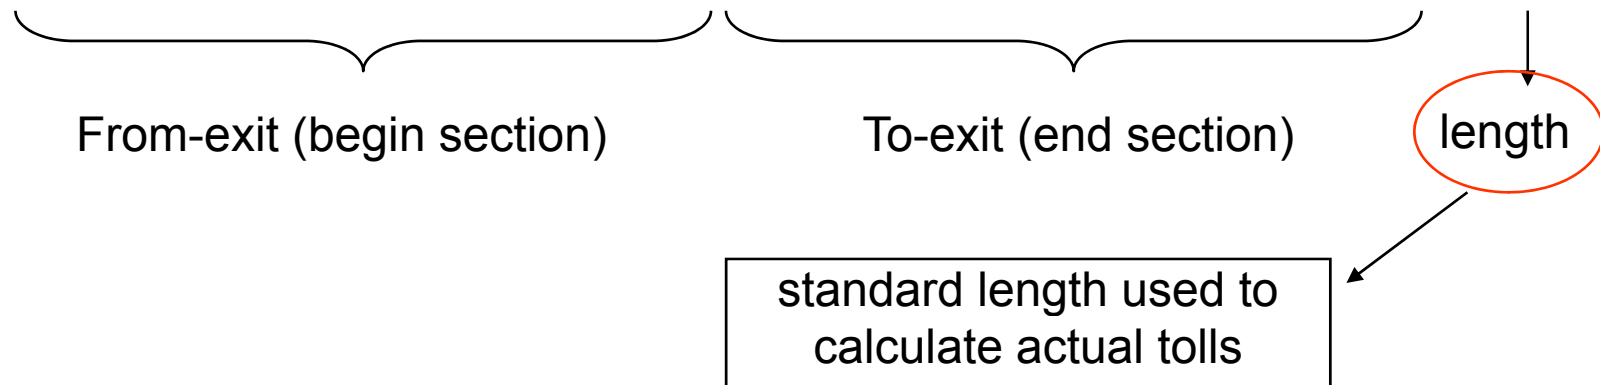 From-exit (begin section) To-exit (end section) length
standard length used to
calculate actual tolls